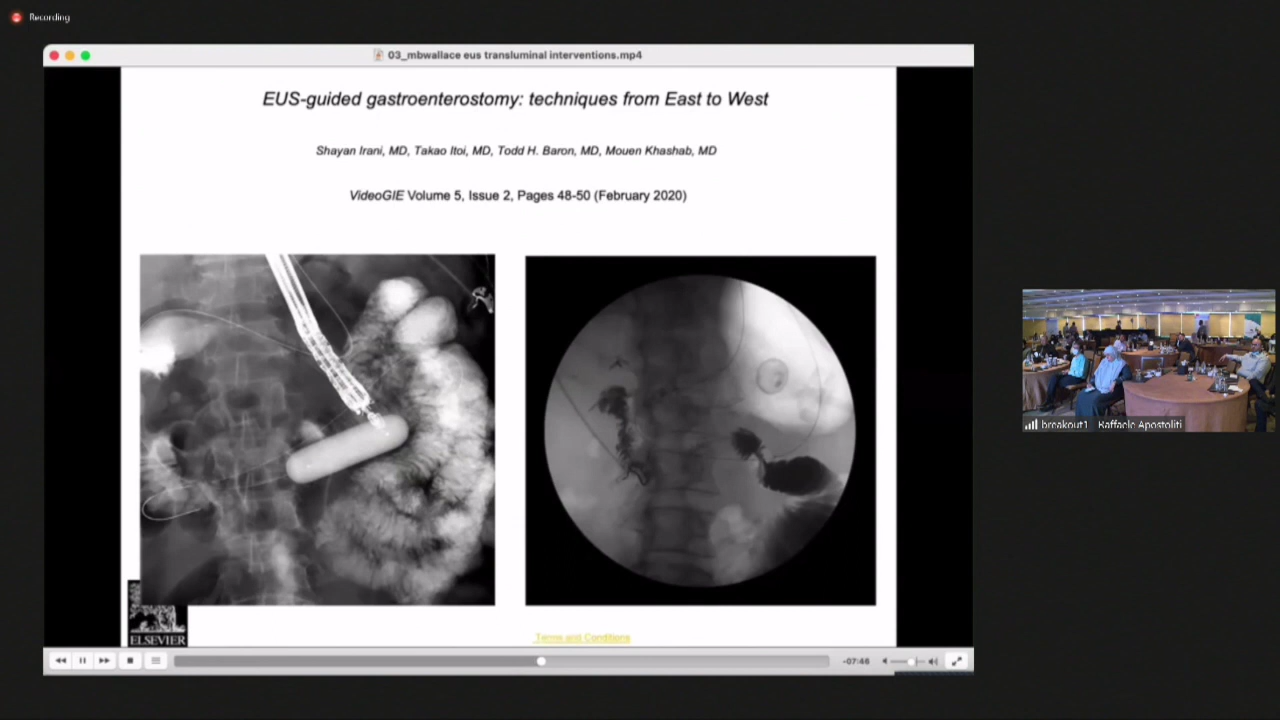 Recording
03_mbwallace eus transluminal interventions.mp4
EUS-guided gastroenterostomy: techniques from East to West
Shayan Irani, MD, Takao Itoi, MD, Todd H. Baron, MD, Mouen Khashab, MD
VideoGIE Volume 5, Issue 2, Pages 48-50 (February 2020)
breakout1 - Raffaele Apostoliti
ELSEVIER
Terms and Conditions
-07:46